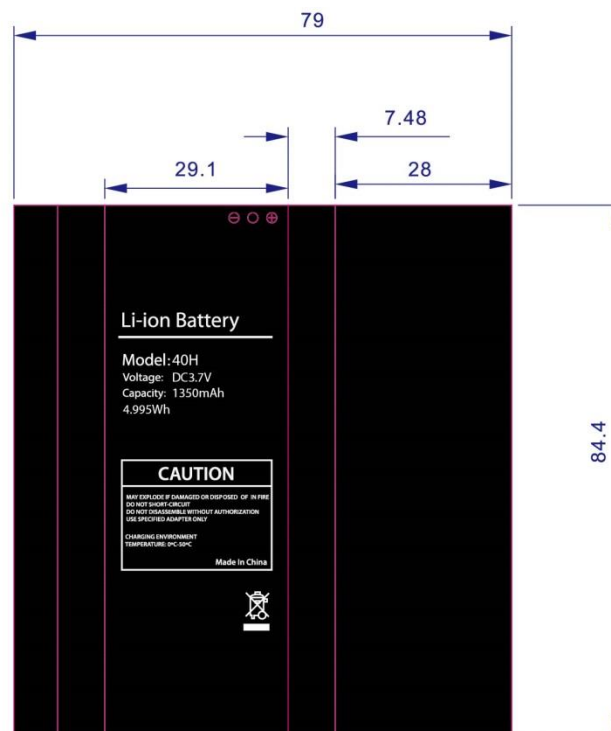 79
7.48
29.1
28
84.4
Li-ion Battery
Model:40H
Voltage: DC3.7V
Capacity: 1350mAh
4.995Wh
CAUTION
MAY EXPLODE IF DAMAGED OR DISPOSED OF IN FIRE
DO NOT SHORT-CIRCUIT
DO NOT DISASSEMBLE WITHOUT AUTHORIZATION
USE SPECIFIED ADAPTER ONLY
CHARGING ENVIRONMENT
TEMPERATURE: 0ºC-50ºC
Made In China